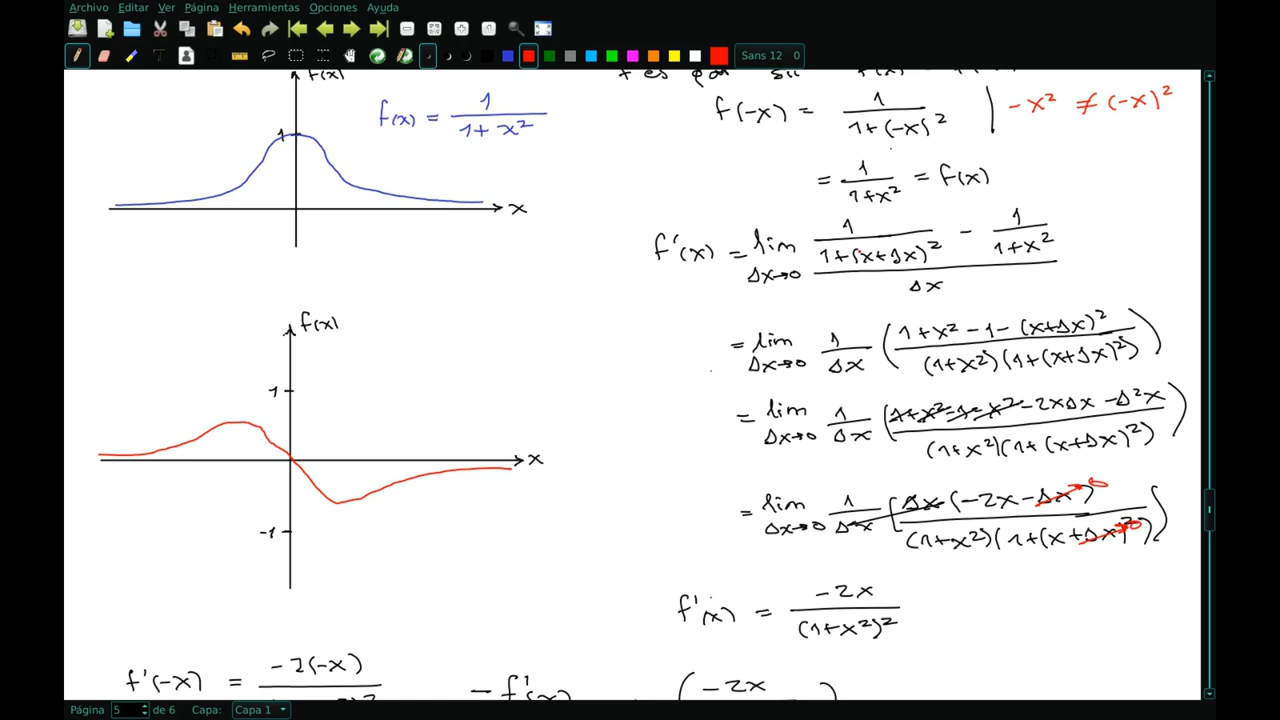 Archivo Editar Ver Página Herramientas Opciones Ayuda
Sans 12 0
f(x)
1
f(x) = 1/(1+x²)
x
+ es par si
f(-x) = 1/(1+(-x)²) | -x² ≠ (-x)²
= 1/(1+x²) = f(x)
f'(x) = lim Δx→0 (1/(1+(x+Δx)²) - 1/(1+x²))/Δx
= lim Δx→0 1/Δx ((1+x²-1-(x+Δx)²)/((1+x²)(1+(x+Δx)²)))
= lim Δx→0 1/Δx ((1+x²-1-x²-2xΔx-Δ²x)/((1+x²)(1+(x+Δx)²)))
= lim Δx→0 1/Δx (Δx(-2x-Δx)/((1+x²)(1+(x+Δx)²)))
f'(x) = -2x/(1+x²)²
f(x)
1
x
-1
f'(-x) = -2(-x)
-f'(x)
(-2x
Página 5 de 6 Capa: Capa 1